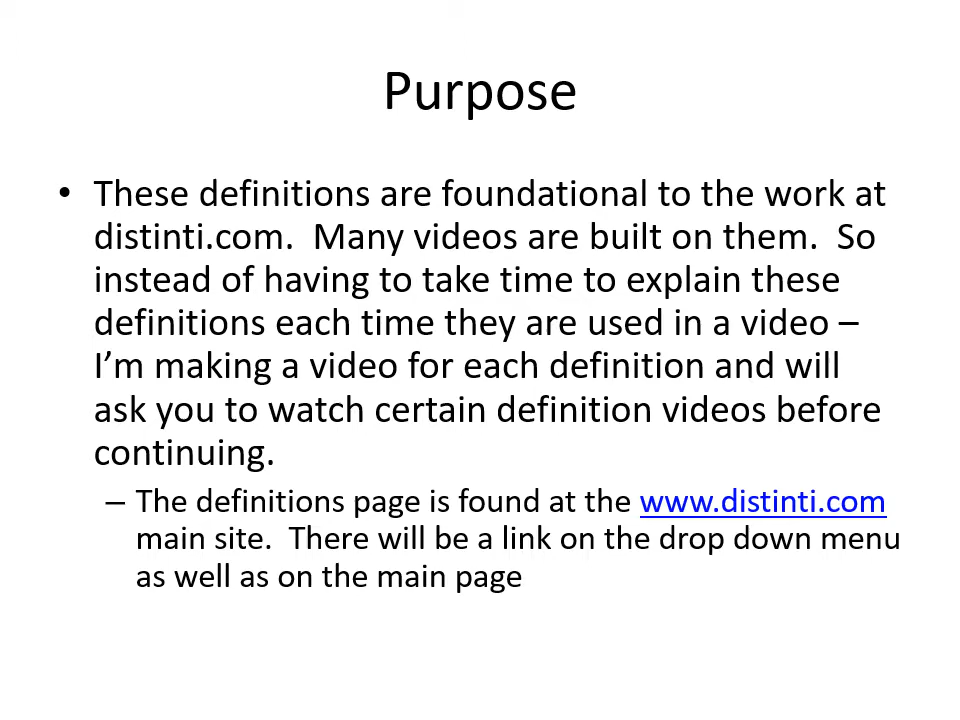 Purpose
• These definitions are foundational to the work at
distinti.com.  Many videos are built on them.  So
instead of having to take time to explain these
definitions each time they are used in a video –
I’m making a video for each definition and will
ask you to watch certain definition videos before
continuing.
– The definitions page is found at the www.distinti.com
main site.  There will be a link on the drop down menu
as well as on the main page